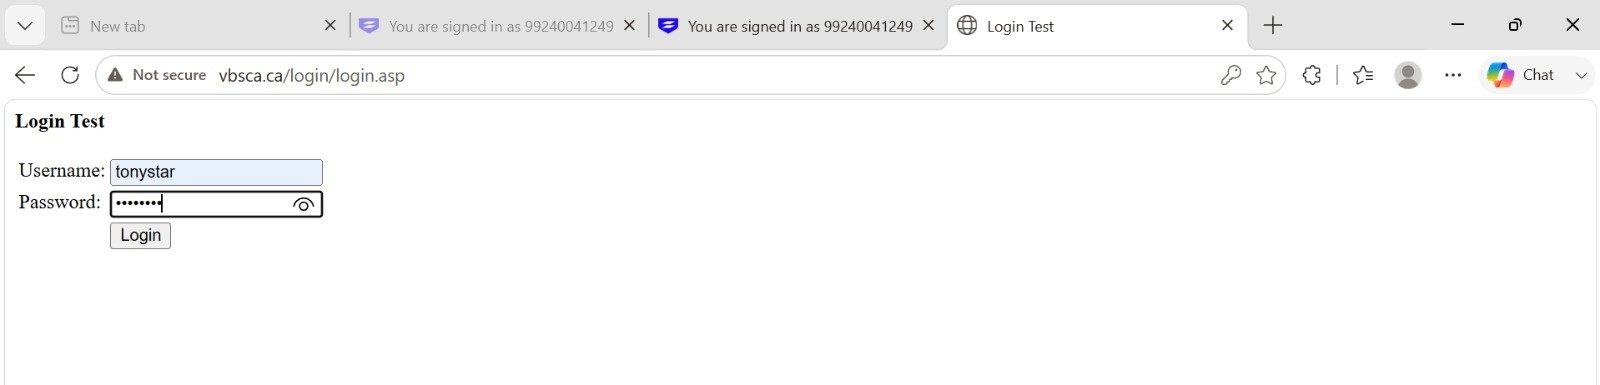 New tab
You are signed in as 99240041249
You are signed in as 99240041249
Login Test
Not secure vbsca.ca/login/login.asp
Chat
Login Test
Username: tonystar
Password: ••••••••
Login